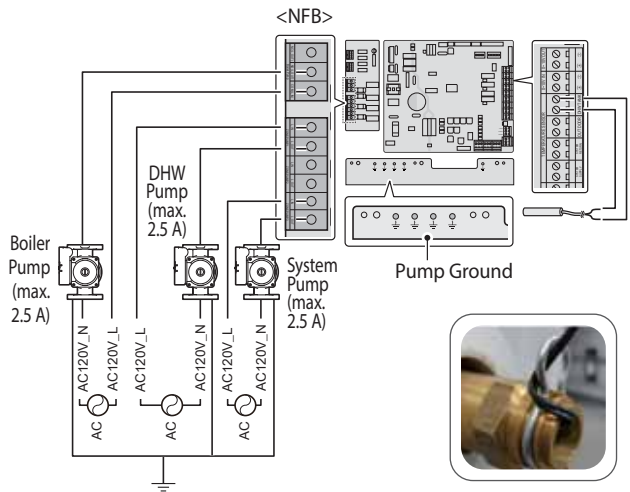 <NFB>
DHW
Pump
(max.
2.5 A)
Boiler
Pump
(max.
2.5 A)
System
Pump
(max.
2.5 A)
Pump Ground
AC120V_N
AC120V_L
AC120V_L
AC120V_N
AC120V_L
AC120V_N
AC
AC
AC